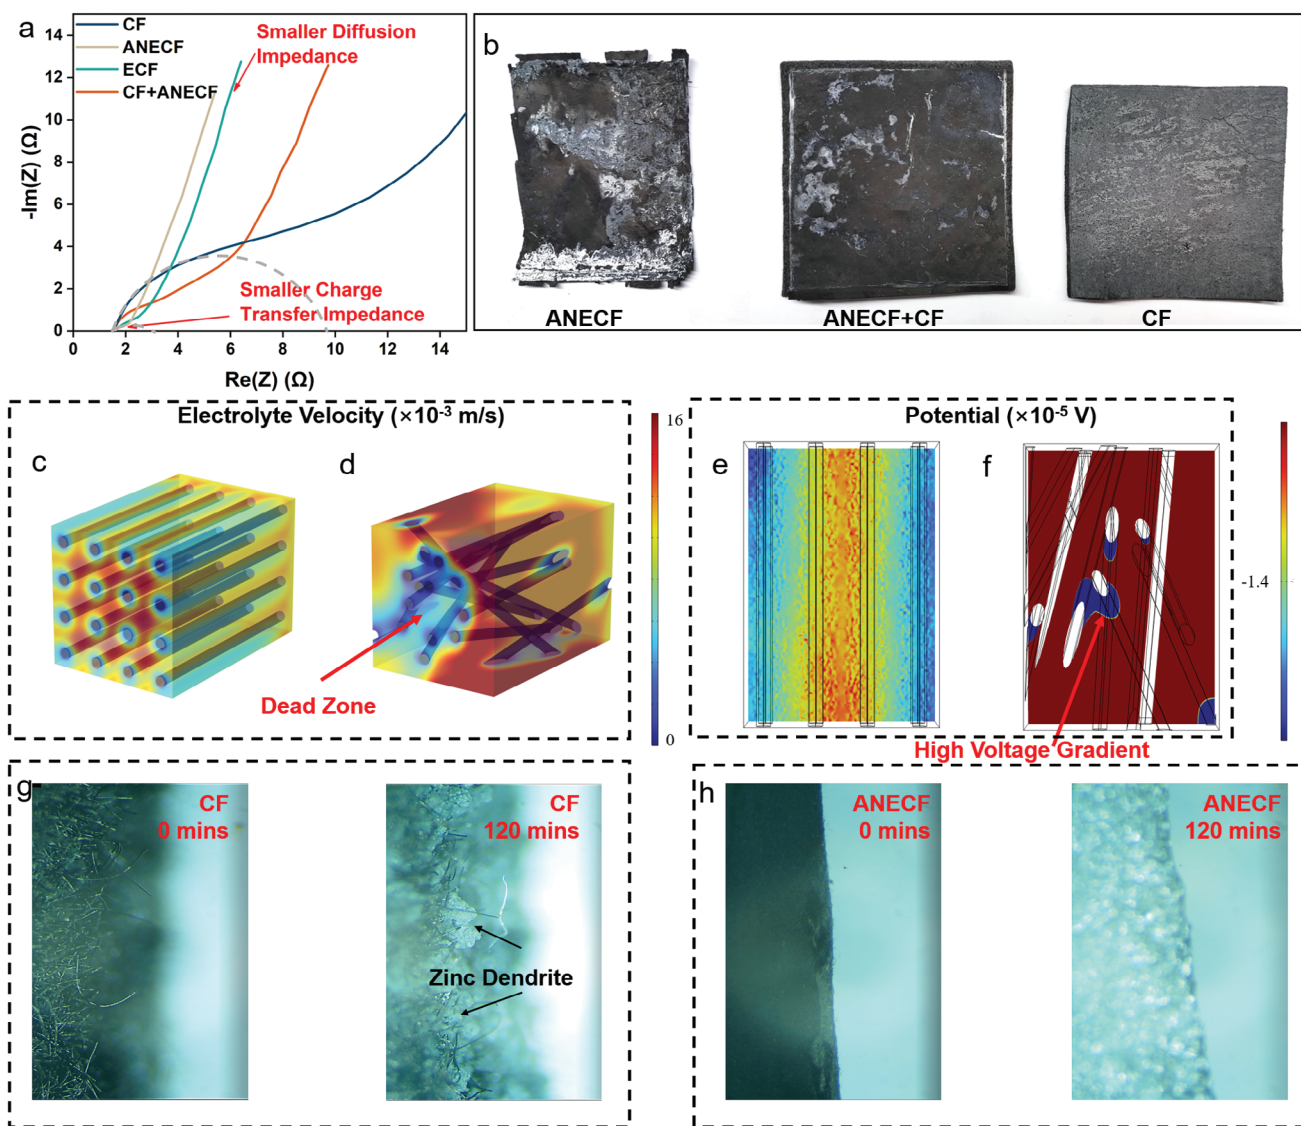 a
14
12
10
8
6
4
2
0
-Im(Z) (Ω)
CF
ANECF
ECF
CF+ANECF
Smaller Diffusion
Impedance
Smaller Charge
Transfer Impedance
0 2 4 6 8 10 12 14
Re(Z) (Ω)
b
ANECF
ANECF+CF
CF
Electrolyte Velocity (×10⁻³ m/s)
c
d
Dead Zone
16
0
Potential (×10⁻⁵ V)
e
f
-1.4
High Voltage Gradient
g
CF
0 mins
CF
120 mins
Zinc Dendrite
h
ANECF
0 mins
ANECF
120 mins